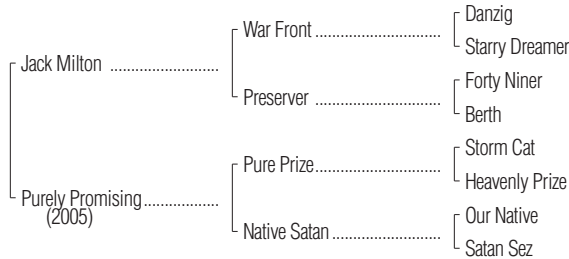 Danzig
War Front
Starry Dreamer
Jack Milton
Forty Niner
Preserver
Berth
Storm Cat
Pure Prize
Heavenly Prize
Purely Promising
(2005)
Our Native
Native Satan
Satan Sez